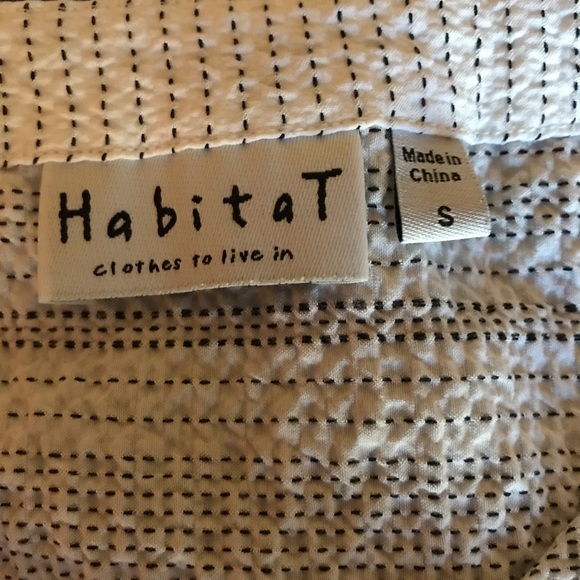 HabitaT
clothes to live in
Made in
China
S